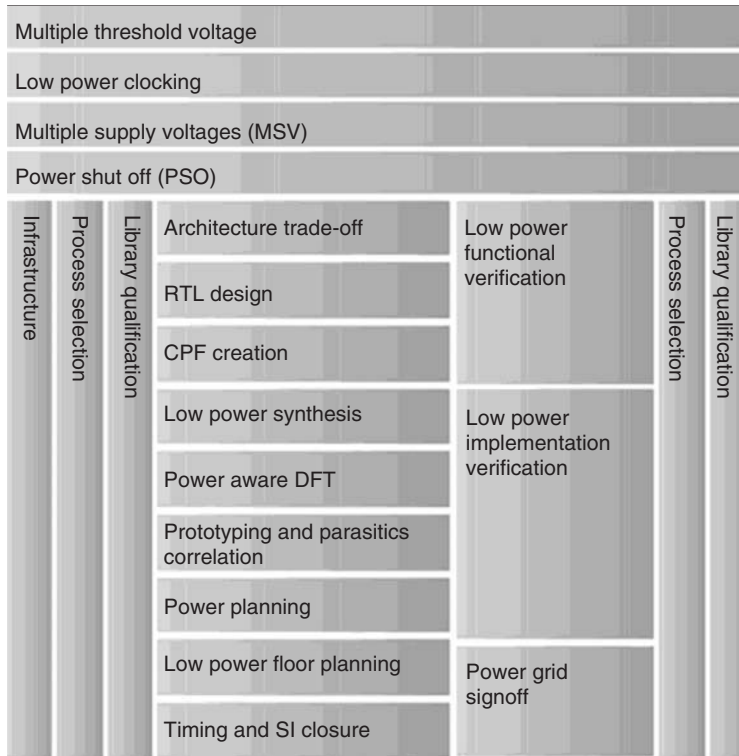 Multiple threshold voltage
Low power clocking
Multiple supply voltages (MSV)
Power shut off (PSO)
Infrastructure
Process selection
Library qualification
Architecture trade-off
RTL design
CPF creation
Low power synthesis
Power aware DFT
Prototyping and parasitics
correlation
Power planning
Low power floor planning
Timing and SI closure
Low power
functional
verification
Low power
implementation
verification
Power grid
signoff
Process selection
Library qualification